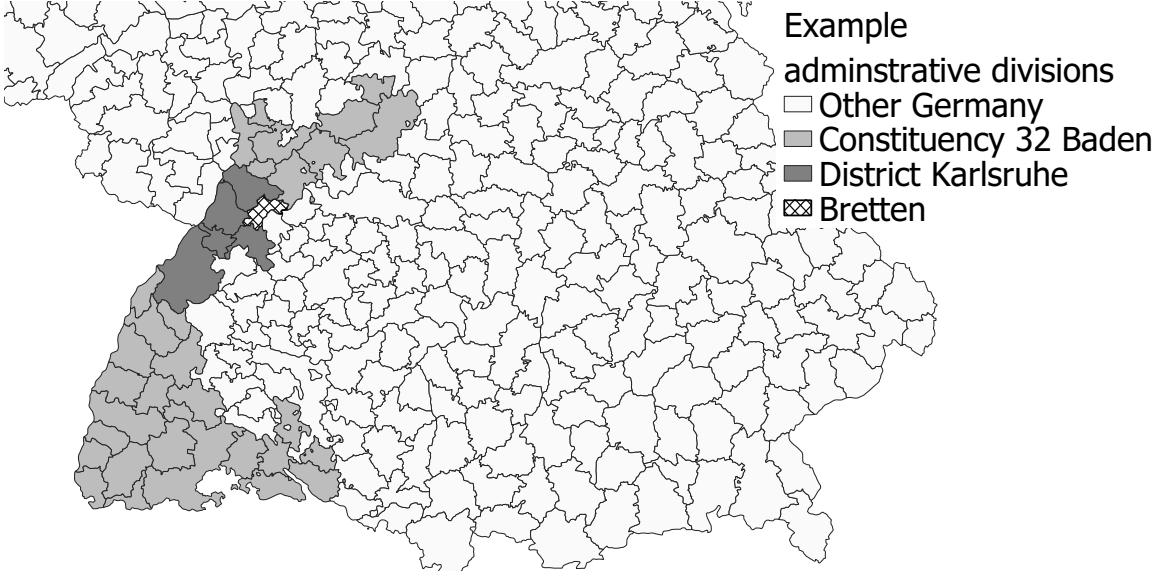 Example
adminstrative divisions
Other Germany
Constituency 32 Baden
District Karlsruhe
Bretten